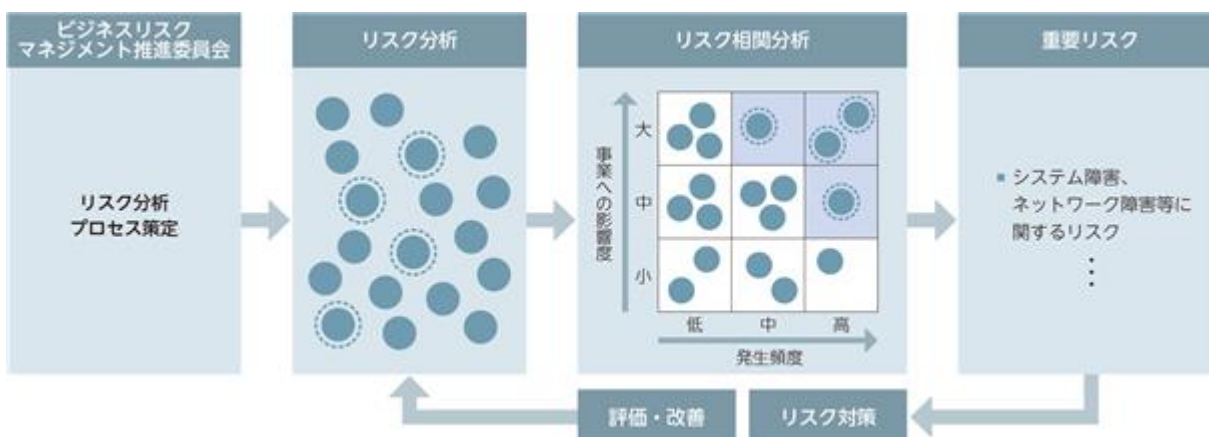 ビジネスリスク
マネジメント推進委員会
リスク分析
プロセス策定
リスク分析
リスク相関分析
事業への影響度
大
中
小
低
中
高
発生頻度
重要リスク
▪ システム障害、
ネットワーク障害等に
関するリスク
⋮
リスク対策
評価・改善